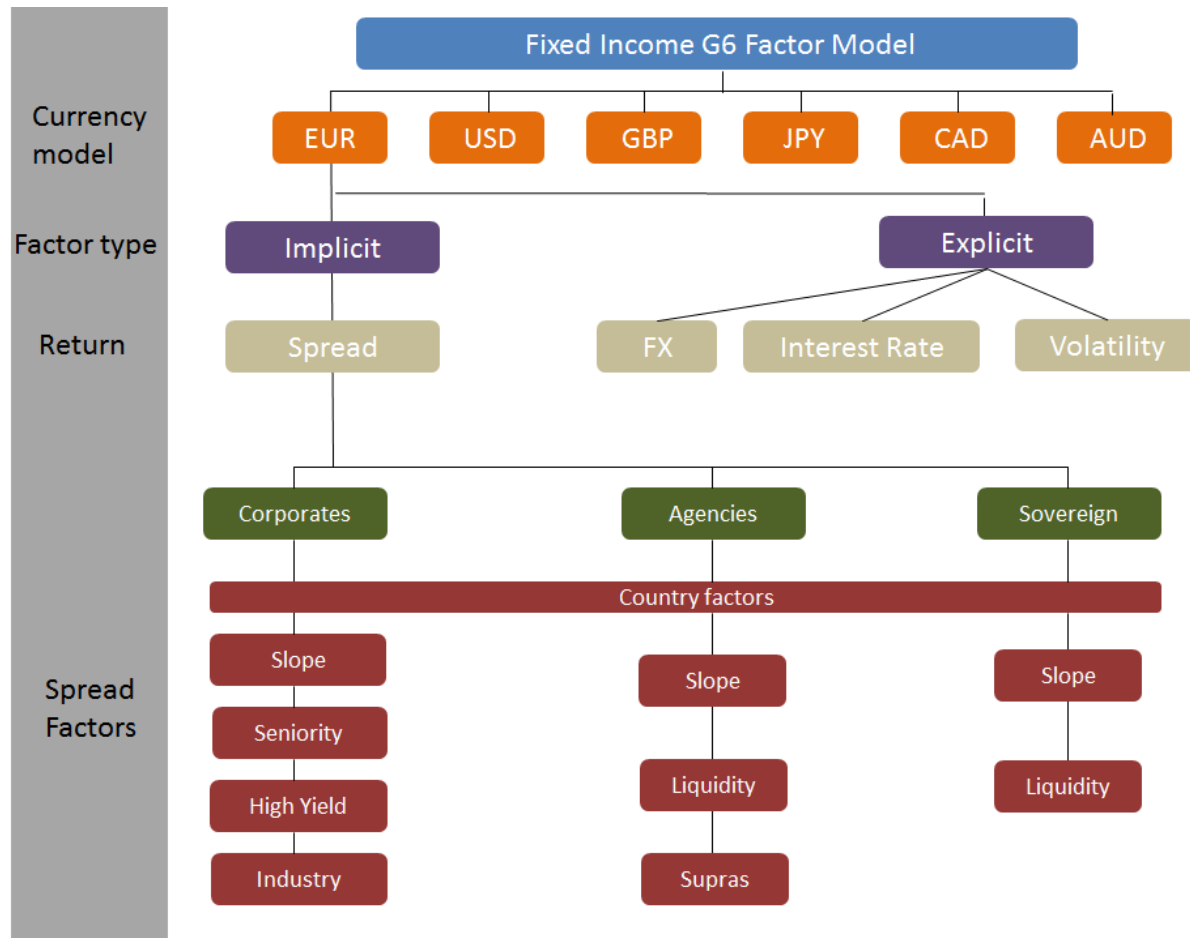 Fixed Income G6 Factor Model
Currency
model
EUR
USD
GBP
JPY
CAD
AUD
Factor type
Implicit
Explicit
Return
Spread
FX
Interest Rate
Volatility
Corporates
Agencies
Sovereign
Country factors
Spread
Factors
Slope
Seniority
High Yield
Industry
Slope
Liquidity
Supras
Slope
Liquidity